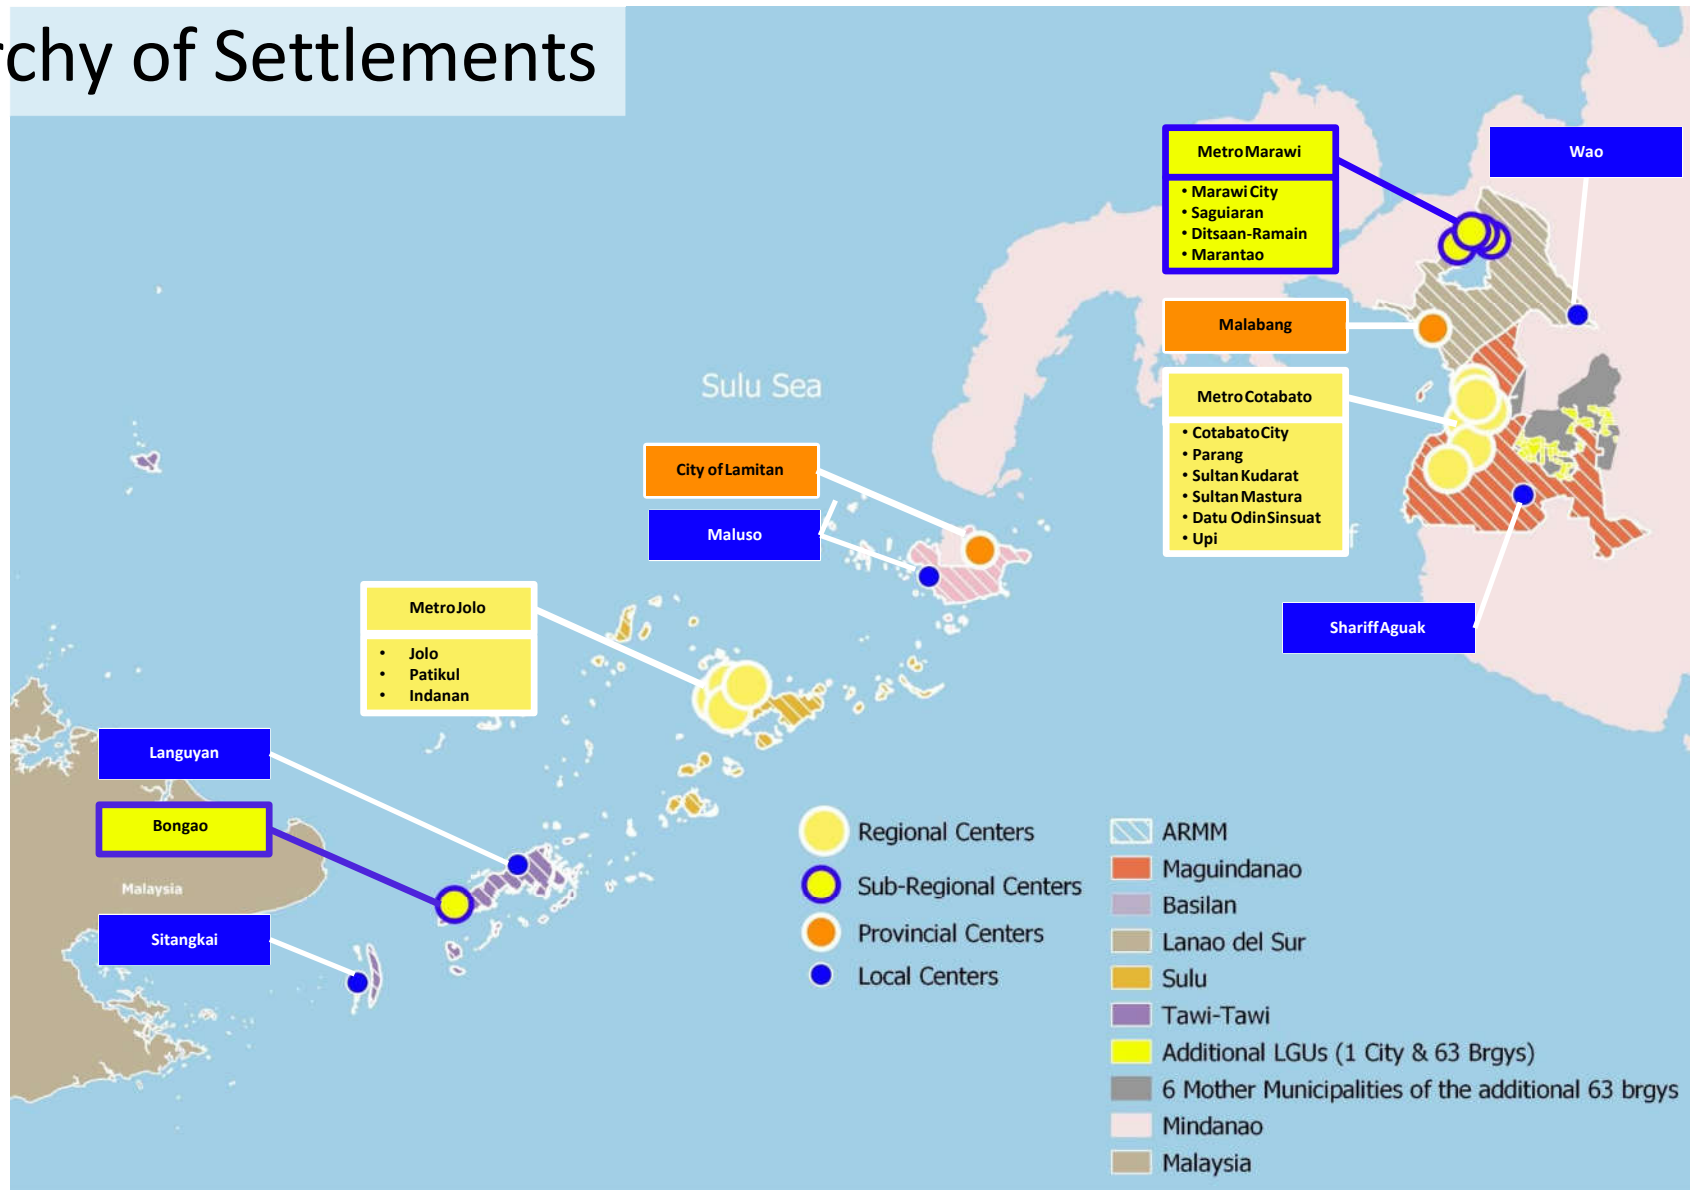 rchy of Settlements
Metro Marawi
• Marawi City
• Saguiaran
• Ditsaan-Ramain
• Marantao
Wao
Malabang
Metro Cotabato
• Cotabato City
• Parang
• Sultan Kudarat
• Sultan Mastura
• Datu Odin Sinsuat
• Upi
Sulu Sea
City of Lamitan
Maluso
f
Shariff Aguak
Metro Jolo
• Jolo
• Patikul
• Indanan
Languyan
Bongao
Malaysia
Sitangkai
Regional Centers
Sub-Regional Centers
Provincial Centers
Local Centers
ARMM
Maguindanao
Basilan
Lanao del Sur
Sulu
Tawi-Tawi
Additional LGUs (1 City & 63 Brgys)
6 Mother Municipalities of the additional 63 brgys
Mindanao
Malaysia